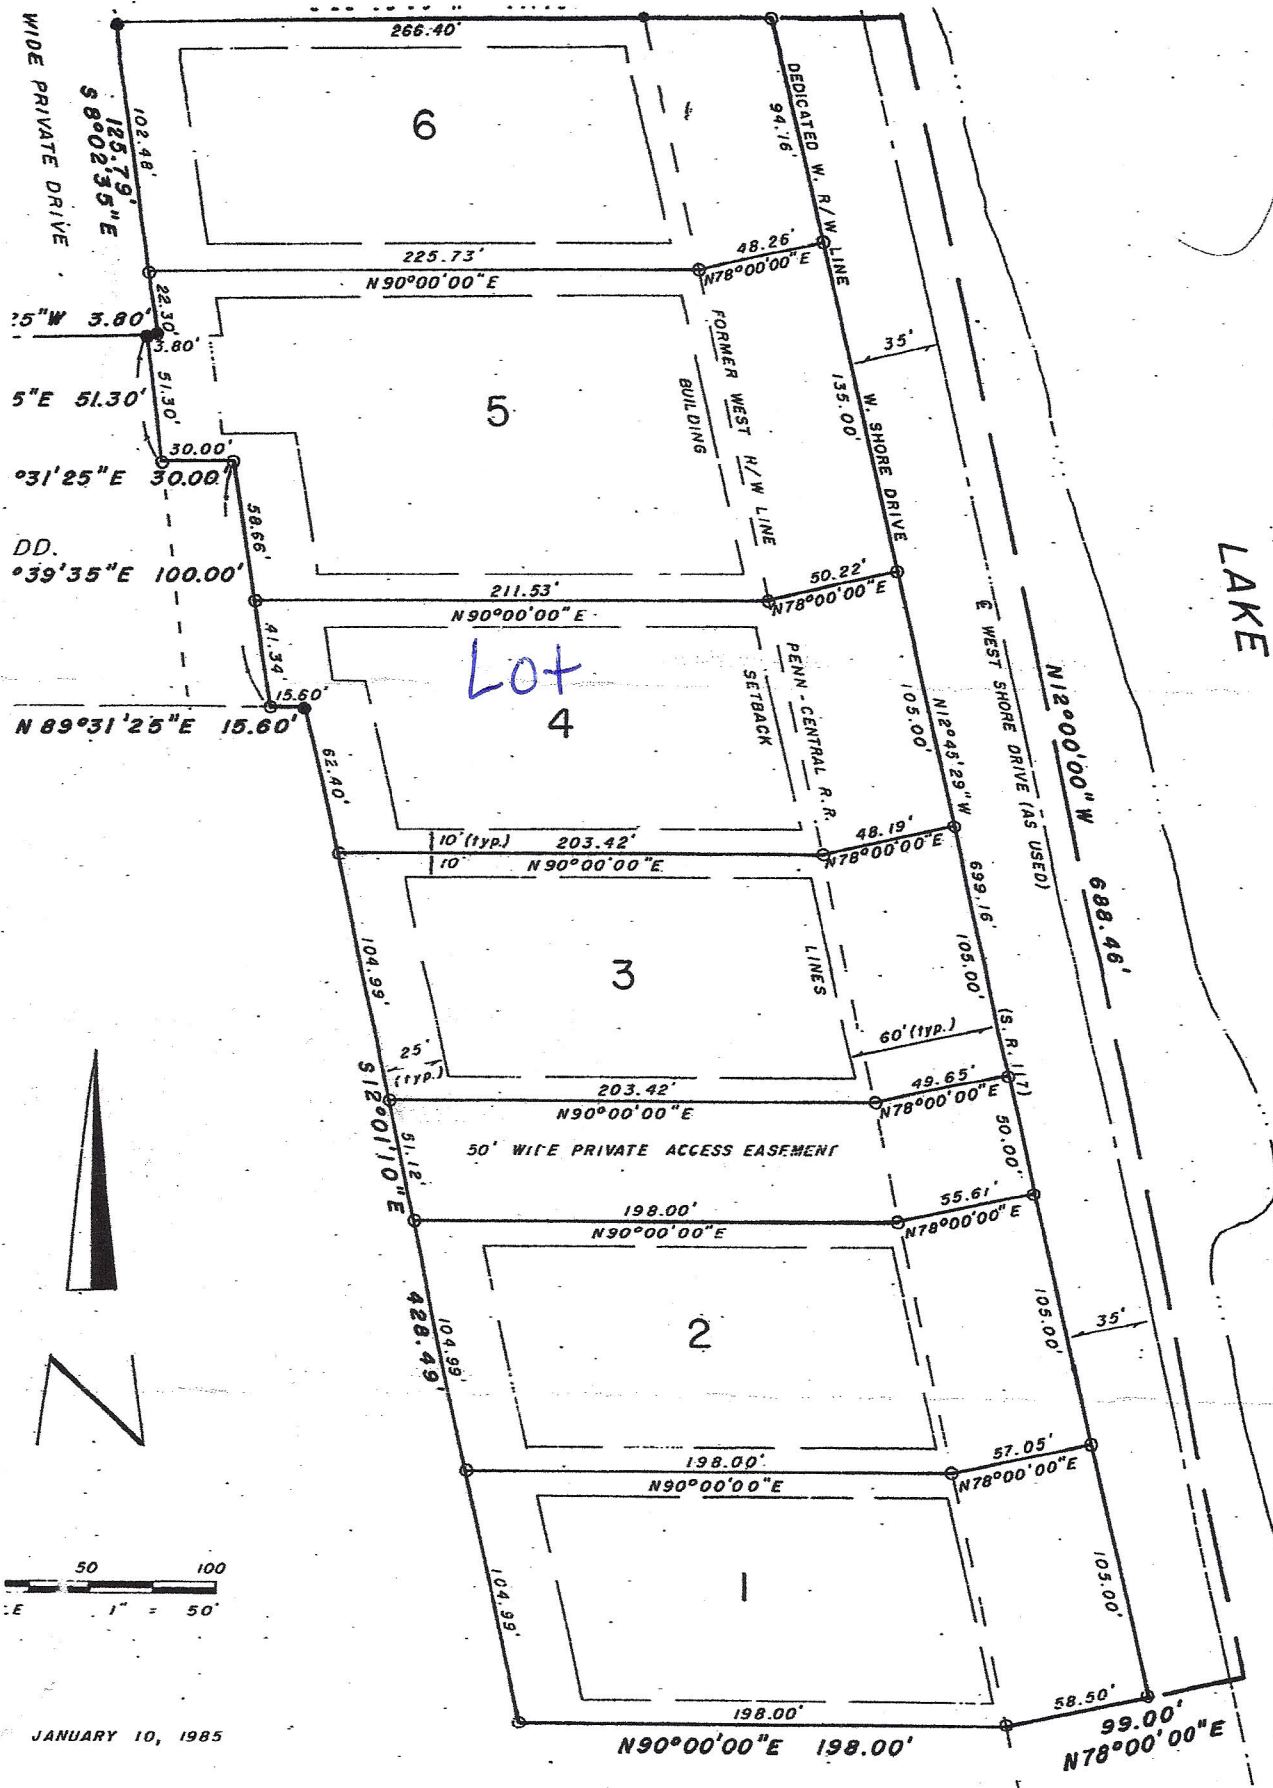 266.40'
WIDE PRIVATE DRIVE
125.79'
S 8°02'35"E
102.48'
6
DEDICATED W. R/W LINE
94.76'
225.73'
N 90°00'00"E
48.26'
N78°00'00"E
22.30'
25"W 3.80'
3.80'
51.30'
5"E 51.30'
30.00'
°31'25"E 30.00'
5
BUILDING
FORMER WEST R/W LINE
35'
135.00'
W. SHORE DRIVE
58.66'
DD.
°39'35"E 100.00'
211.53'
N 90°00'00"E
50.22'
N78°00'00"E
LAKE
41.34'
15.60'
N 89°31'25"E 15.60'
Lot
4
SETBACK
PENN-CENTRAL R.R.
105.00'
N12°45'29"W
℄ WEST SHORE DRIVE (AS USED)
N12°00'00"W 688.46'
62.40'
10'(typ.)
10'
203.42'
N 90°00'00"E
48.19'
N78°00'00"E
699.16'
104.99'
3
LINES
105.00'
60'(typ.)
(S.R. 117)
25'
(typ.)
S12°01'10"E
203.42'
N90°00'00"E
49.65'
N78°00'00"E
51.12'
50' WIDE PRIVATE ACCESS EASEMENT
50.00'
198.00'
N90°00'00"E
55.61'
N78°00'00"E
428.49'
104.99'
2
105.00'
35'
N
198.00'
N90°00'00"E
57.05'
N78°00'00"E
104.99'
1
105.00'
50 100
LE 1" = 50'
198.00'
N90°00'00"E 198.00'
58.50'
99.00'
N78°00'00"E
JANUARY 10, 1985